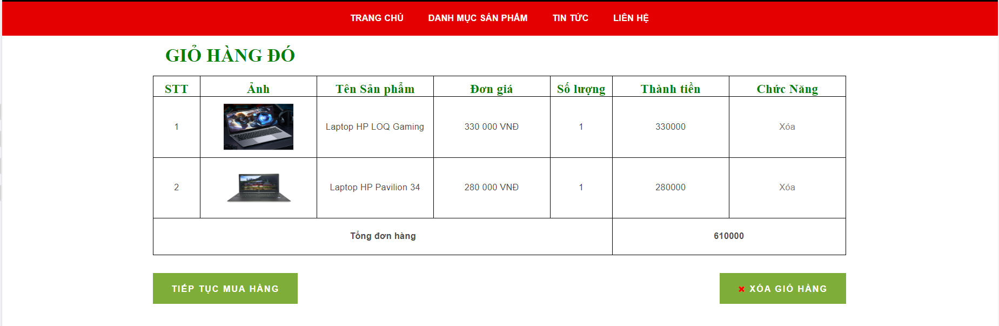 TRANG CHỦ DANH MỤC SẢN PHẨM TIN TỨC LIÊN HỆ
GIỎ HÀNG ĐÓ
STT Ảnh Tên Sản phẩm Đơn giá Số lượng Thành tiền Chức Năng
1 Laptop HP LOQ Gaming 330 000 VNĐ 1 330000 Xóa
2 Laptop HP Pavilion 34 280 000 VNĐ 1 280000 Xóa
Tổng đơn hàng 610000
TIẾP TỤC MUA HÀNG XÓA GIỎ HÀNG